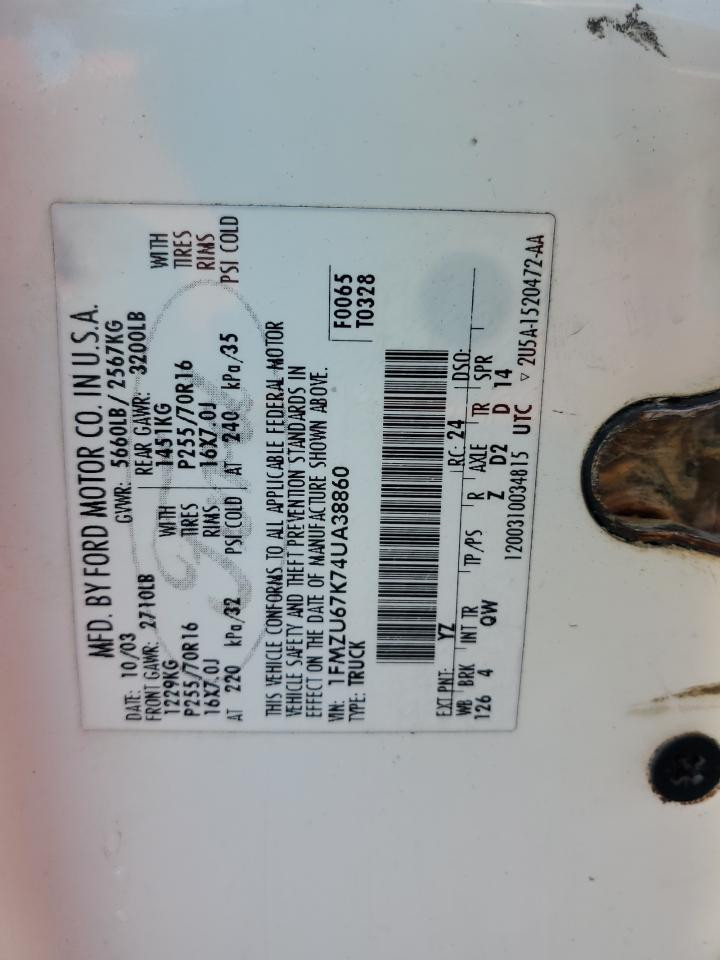 MFD. BY FORD MOTOR CO. IN U.S.A.
DATE: 10/03 GVWR: 5660LB/2567KG
FRONT GAWR: 2710LB REAR GAWR: 3200LB
1229KG WITH 1451KG WITH
P255/70R16 TIRES P255/70R16 TIRES
16X7.0J RIMS 16X7.0J RIMS
AT 220 kPa/32 PSI COLD AT 240 kPa/35 PSI COLD
THIS VEHICLE CONFORMS TO ALL APPLICABLE FEDERAL MOTOR
VEHICLE SAFETY AND THEFT PREVENTION STANDARDS IN
EFFECT ON THE DATE OF MANUFACTURE SHOWN ABOVE.
VIN: 1FMZU67K74UA38860 F0065
TYPE: TRUCK T0328
EXT PNT: YZ RC: 24 DSO:
WB BRK INT TR TP/PS R AXLE TR SPR
126 4 QW Z D2 D 14
1200310034815 UTC ▽ 2U5A-1520472-AA